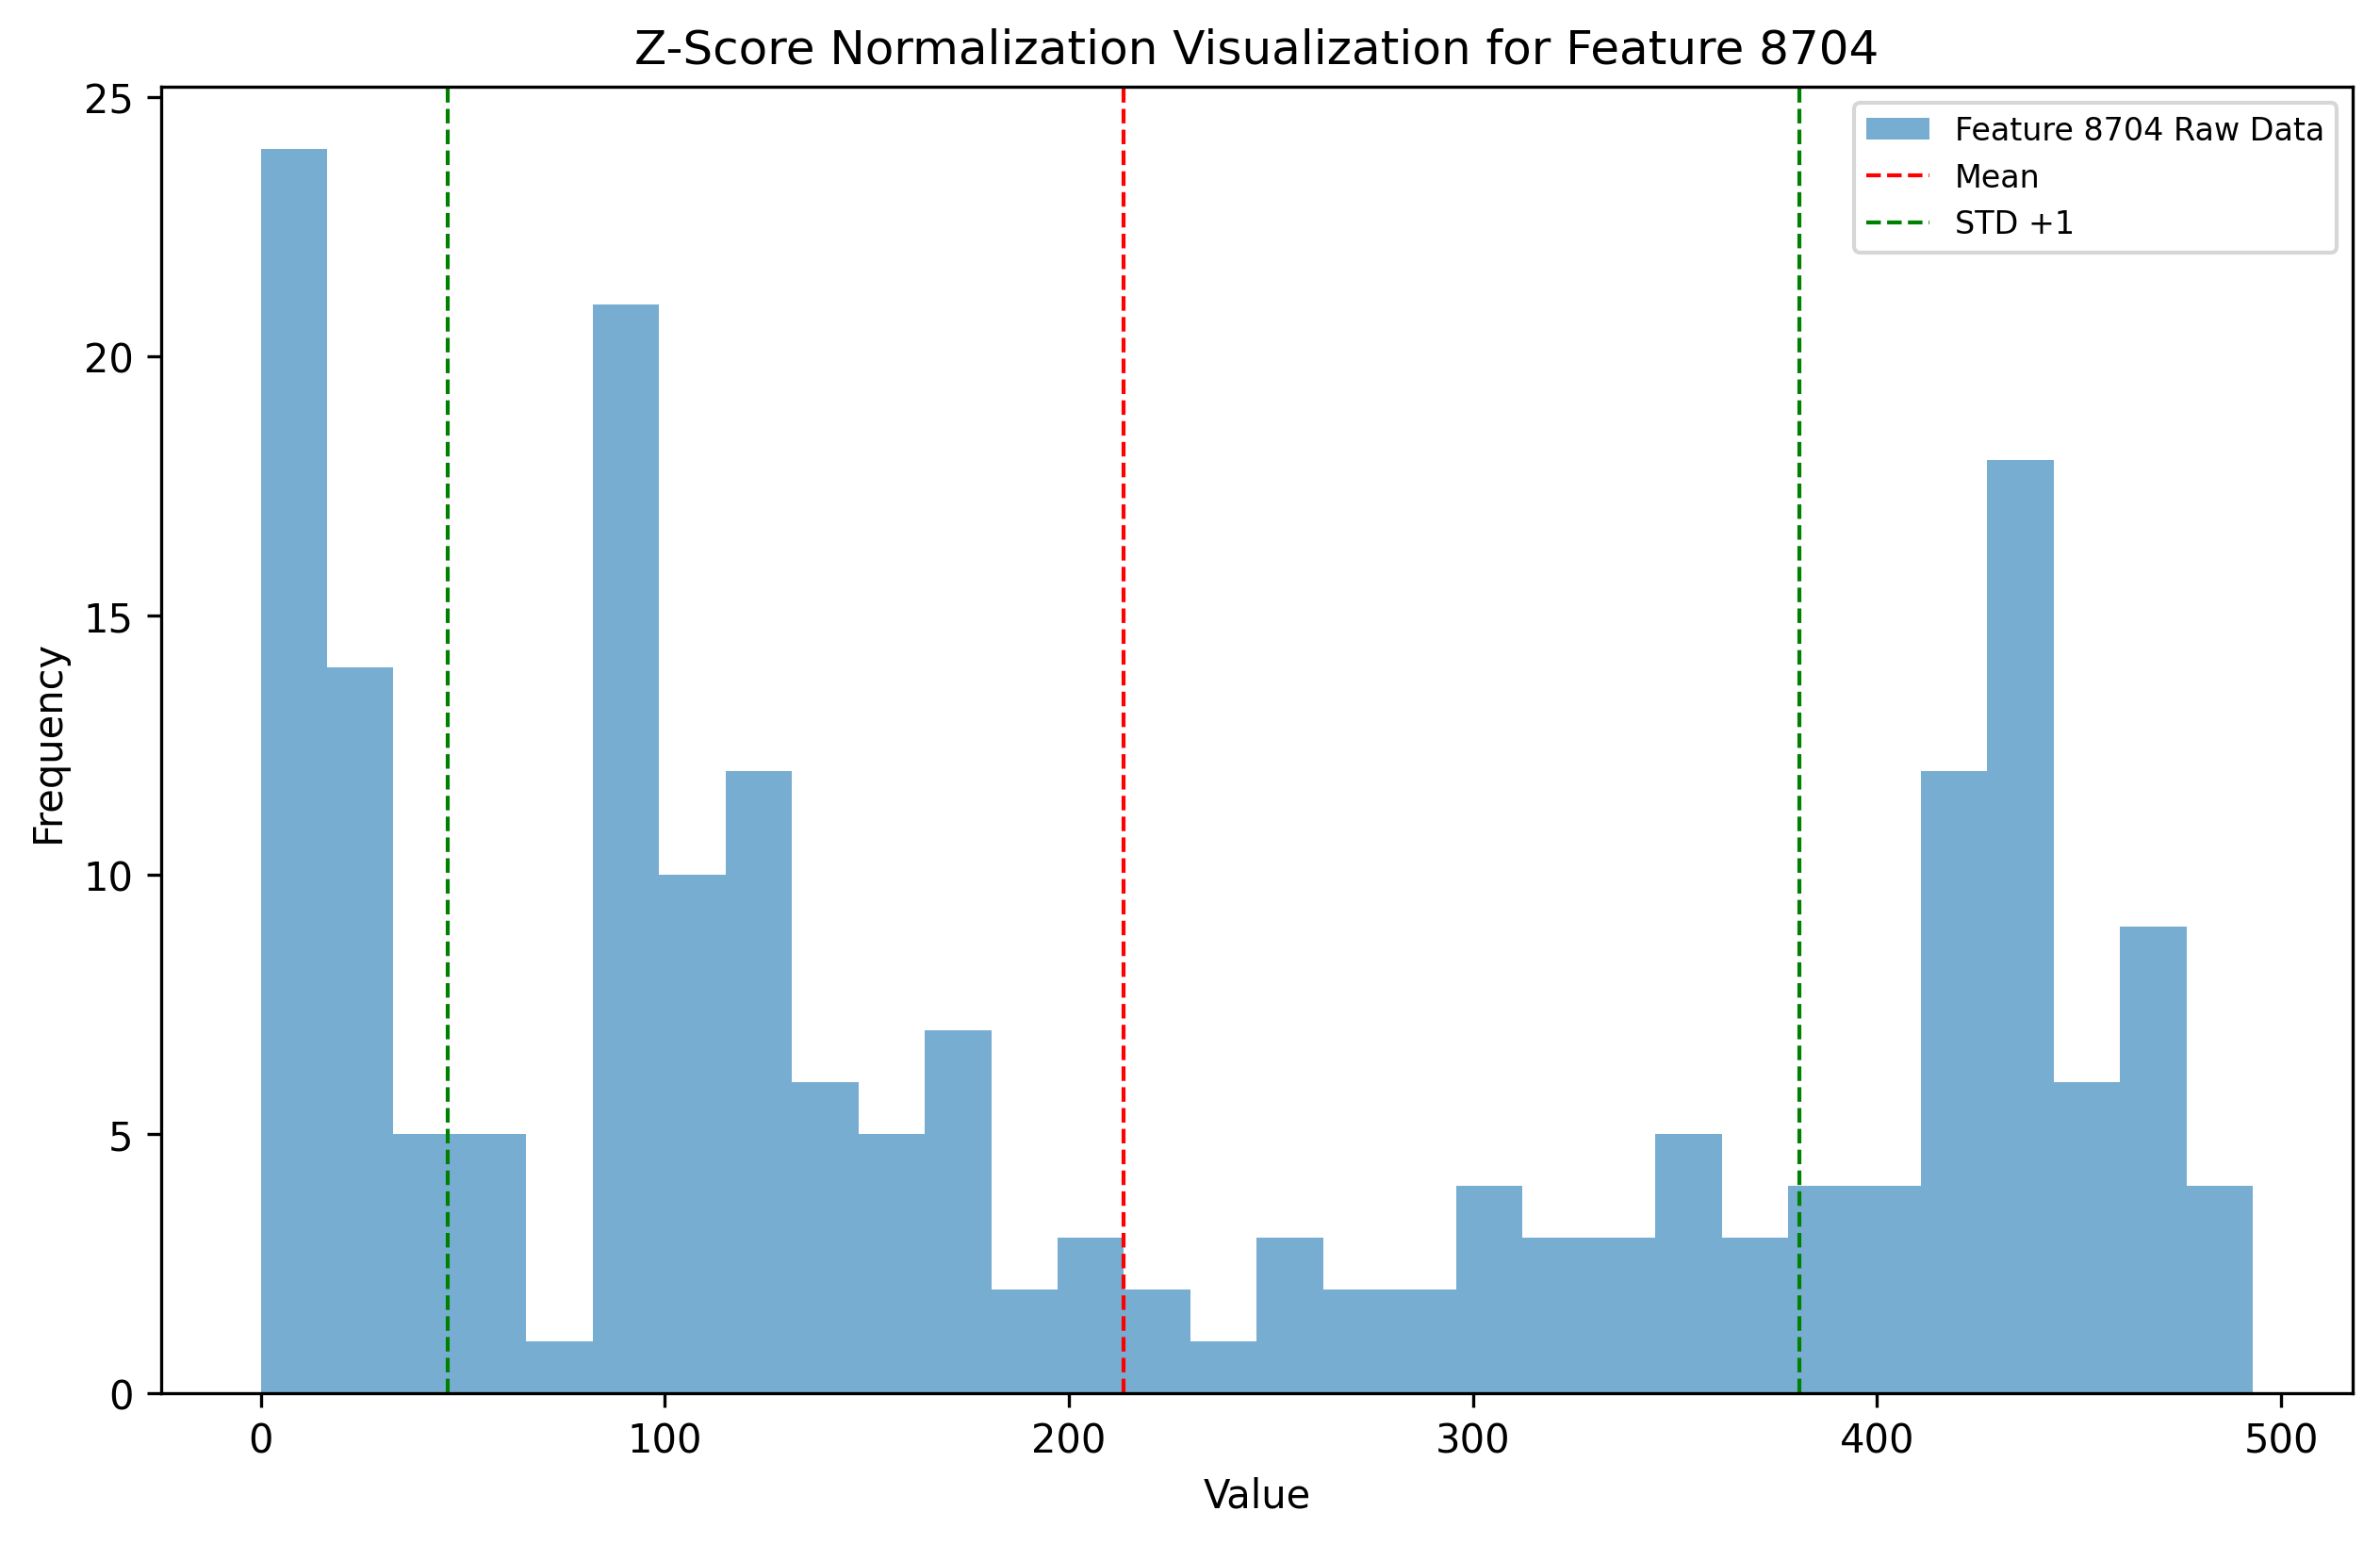 Z-Score Normalization Visualization for Feature 8704
Feature 8704 Raw Data
Mean
STD +1
25
20
15
10
5
0
Frequency
0 100 200 300 400 500
Value